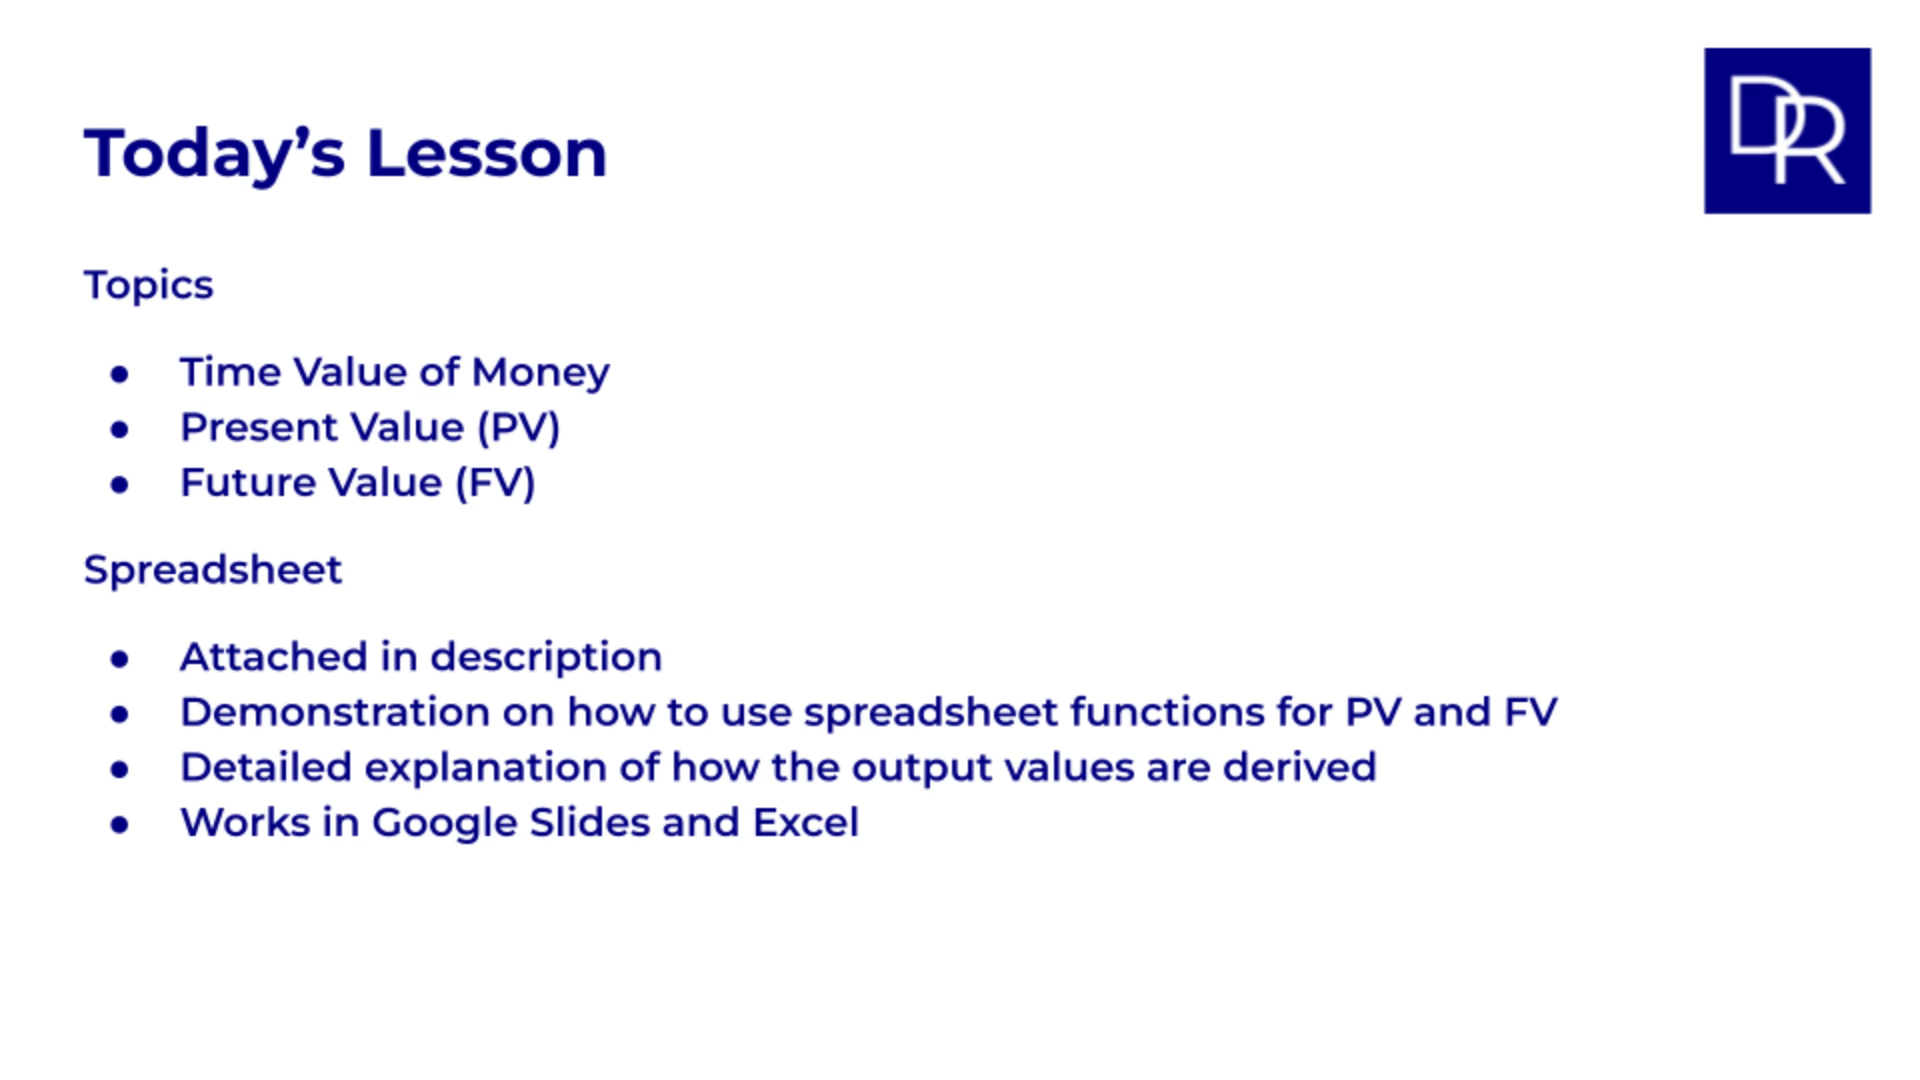 DR
Today’s Lesson
Topics
● Time Value of Money
● Present Value (PV)
● Future Value (FV)
Spreadsheet
● Attached in description
● Demonstration on how to use spreadsheet functions for PV and FV
● Detailed explanation of how the output values are derived
● Works in Google Slides and Excel